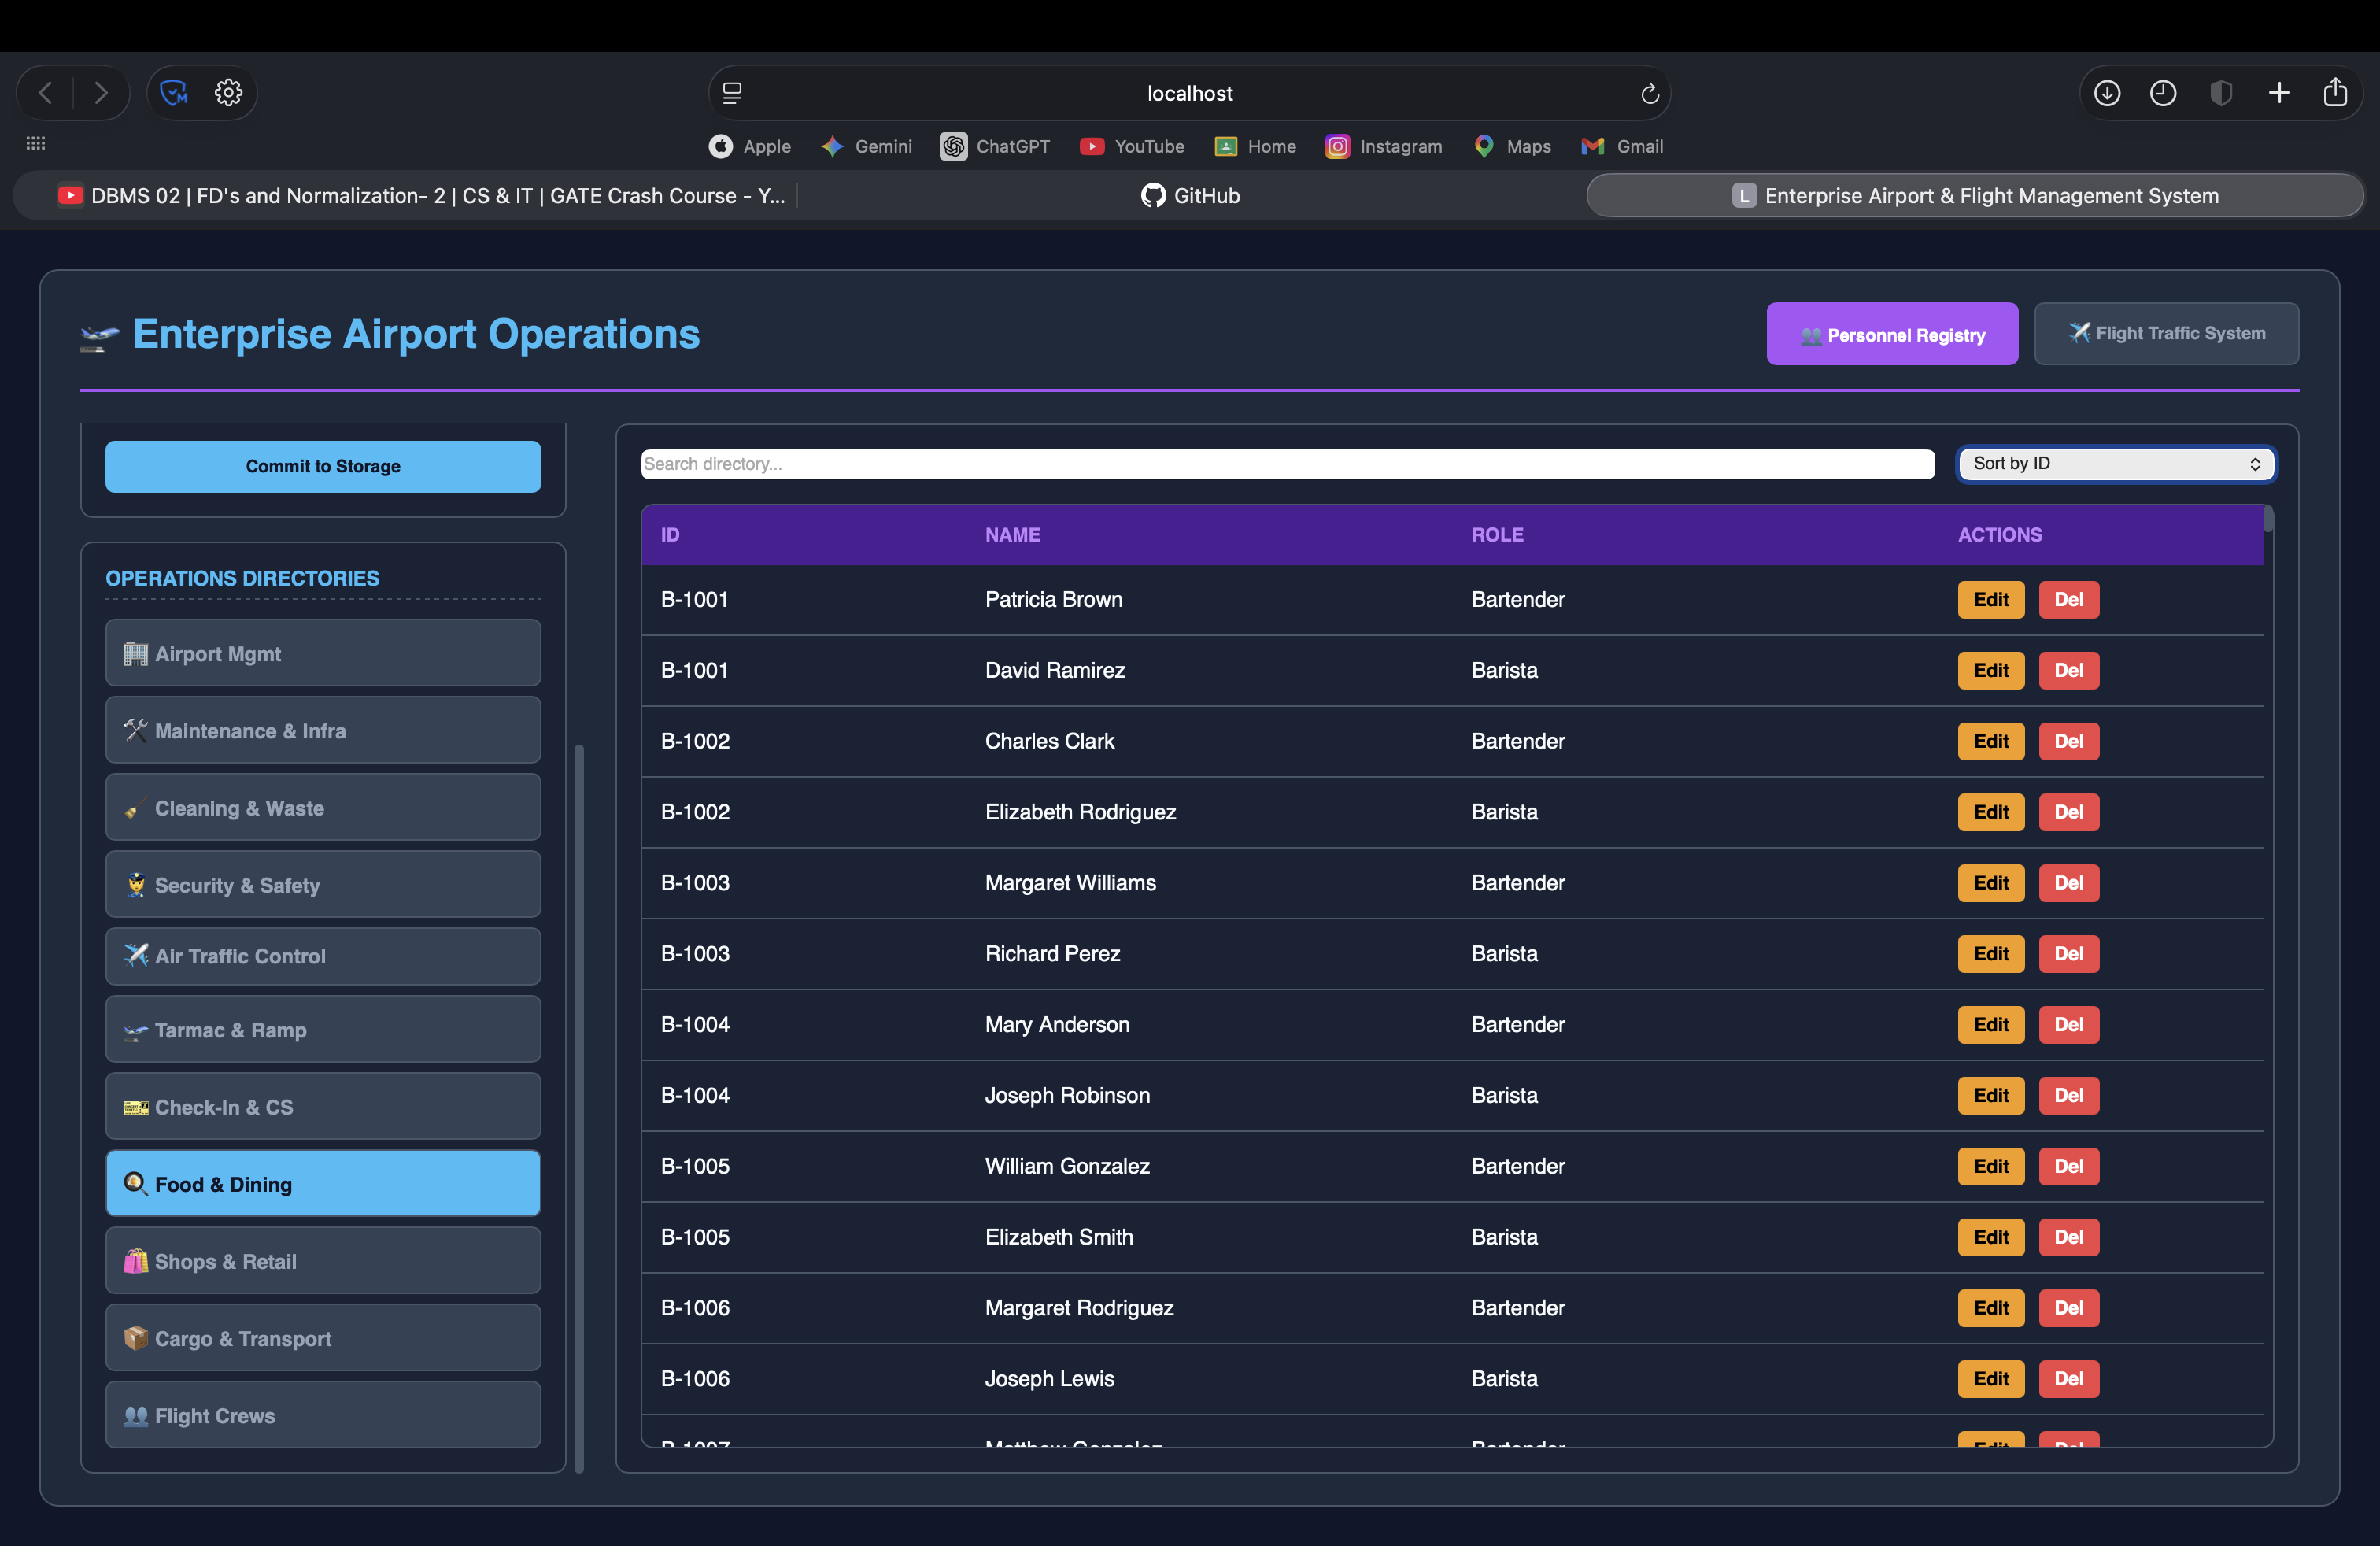 localhost
Apple Gemini ChatGPT YouTube Home Instagram Maps Gmail
DBMS 02 | FD's and Normalization- 2 | CS & IT | GATE Crash Course - Y...
GitHub
L Enterprise Airport & Flight Management System
Enterprise Airport Operations
Personnel Registry
Flight Traffic System
Commit to Storage
OPERATIONS DIRECTORIES
Airport Mgmt
Maintenance & Infra
Cleaning & Waste
Security & Safety
Air Traffic Control
Tarmac & Ramp
Check-In & CS
Food & Dining
Shops & Retail
Cargo & Transport
Flight Crews
Search directory...
Sort by ID
ID NAME ROLE ACTIONS
B-1001 Patricia Brown Bartender Edit Del
B-1001 David Ramirez Barista Edit Del
B-1002 Charles Clark Bartender Edit Del
B-1002 Elizabeth Rodriguez Barista Edit Del
B-1003 Margaret Williams Bartender Edit Del
B-1003 Richard Perez Barista Edit Del
B-1004 Mary Anderson Bartender Edit Del
B-1004 Joseph Robinson Barista Edit Del
B-1005 William Gonzalez Bartender Edit Del
B-1005 Elizabeth Smith Barista Edit Del
B-1006 Margaret Rodriguez Bartender Edit Del
B-1006 Joseph Lewis Barista Edit Del
B-1007 Matthew Gonzalez Bartender Edit Del